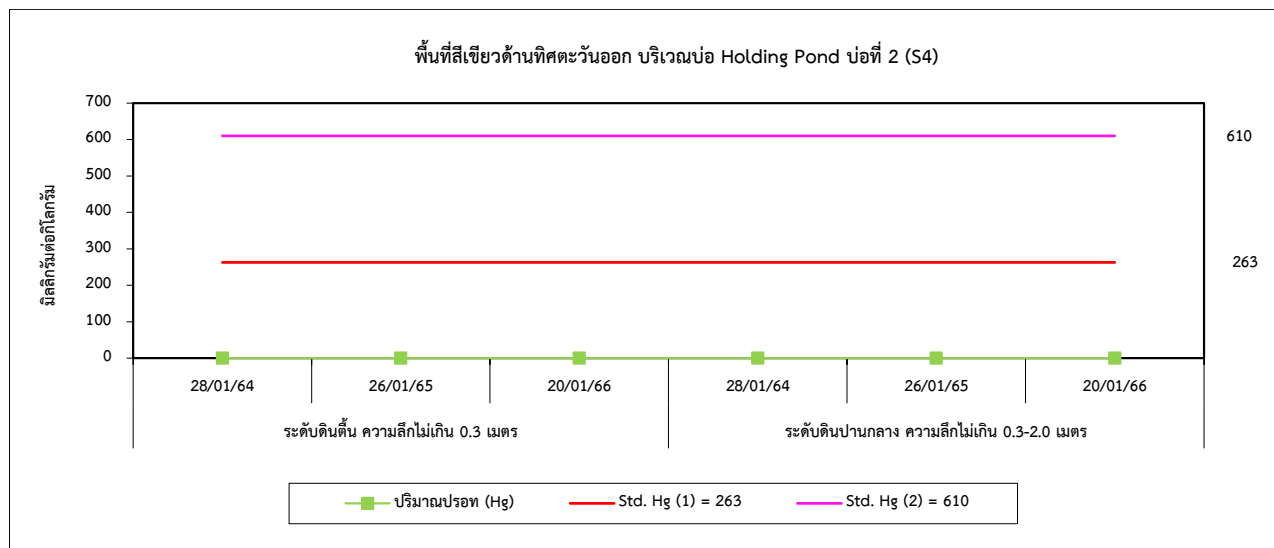 พื้นที่สีเขียวด้านทิศตะวันออก บริเวณบ่อ Holding Pond บ่อที่ 2 (S4)
มิลลิกรัมต่อกิโลกรัม
700
600
500
400
300
200
100
0
610
263
28/01/64 26/01/65 20/01/66 28/01/64 26/01/65 20/01/66
ระดับดินตื้น ความลึกไม่เกิน 0.3 เมตร ระดับดินปานกลาง ความลึกไม่เกิน 0.3-2.0 เมตร
ปริมาณปรอท (Hg) Std. Hg (1) = 263 Std. Hg (2) = 610